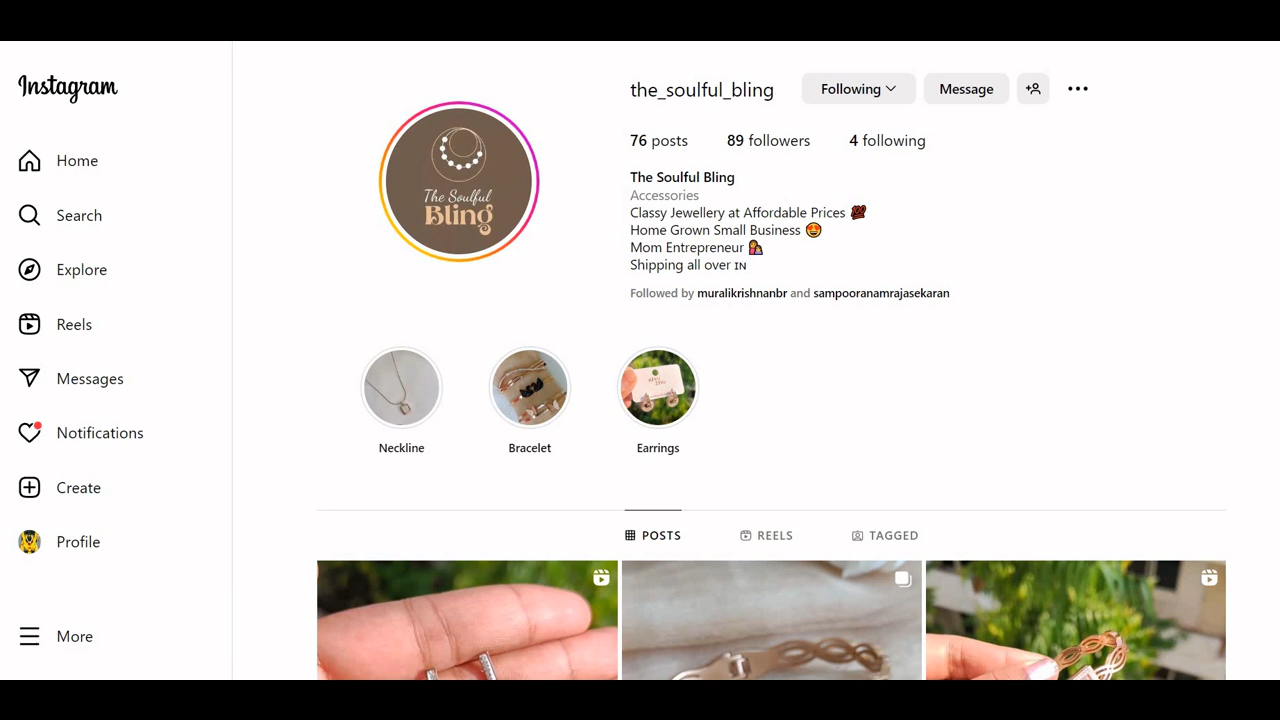 Instagram
Home
Search
Explore
Reels
Messages
Notifications
Create
Profile
More
The Soulful
Bling
the_soulful_bling
Following
Message
76 posts
89 followers
4 following
The Soulful Bling
Accessories
Classy Jewellery at Affordable Prices 💯
Home Grown Small Business 🤩
Mom Entrepreneur 👩‍👧
Shipping all over IN
Followed by muralikrishnanbr and sampooranamrajasekaran
Neckline
Bracelet
Earrings
POSTS
REELS
TAGGED